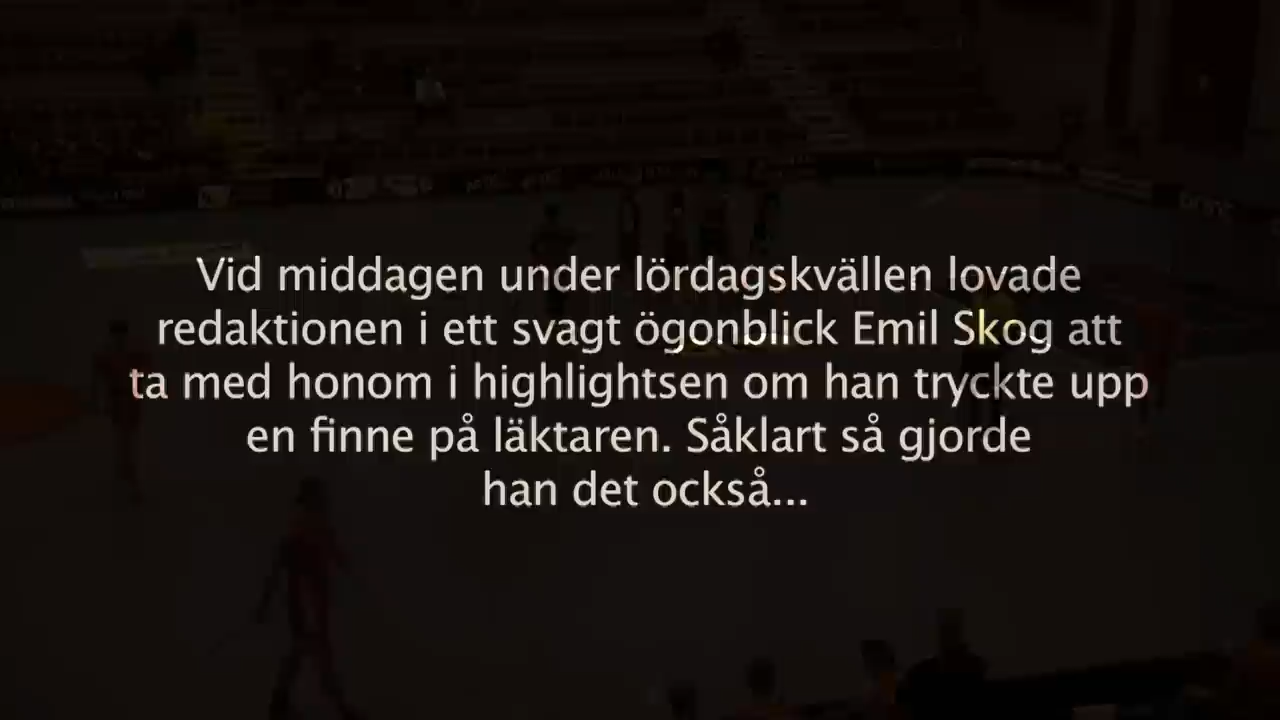 Vid middagen under lördagskvällen lovade
redaktionen i ett svagt ögonblick Emil Skog att
ta med honom i highlightsen om han tryckte upp
en finne på läktaren. Såklart så gjorde
han det också...